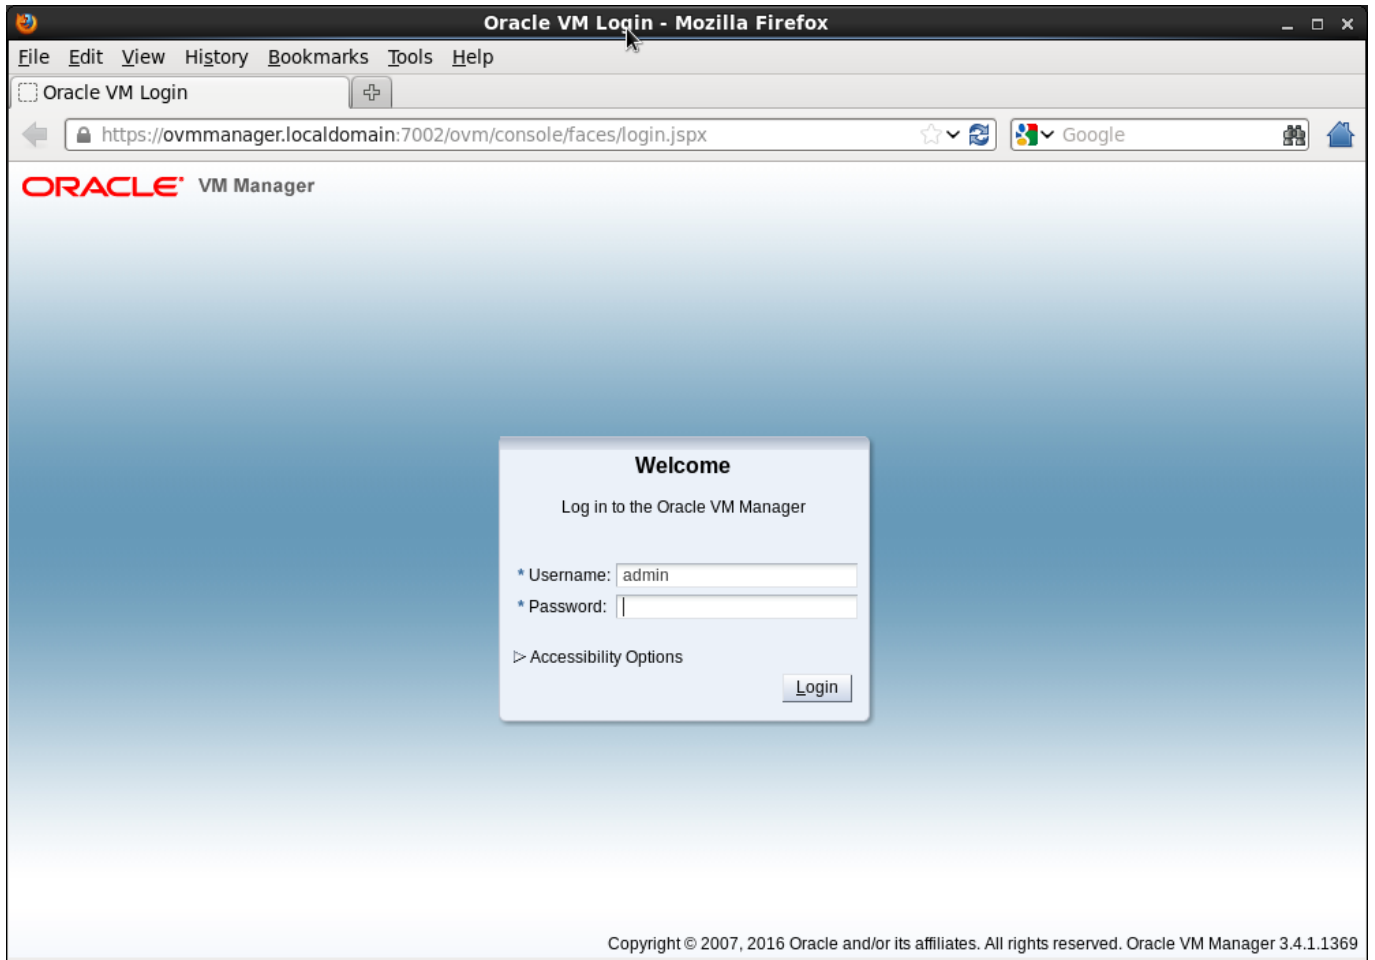 Oracle VM Login - Mozilla Firefox
File Edit View History Bookmarks Tools Help
Oracle VM Login
https://ovmmanager.localdomain:7002/ovm/console/faces/login.jspx Google
ORACLE VM Manager
Welcome
Log in to the Oracle VM Manager
* Username: admin
* Password:
Accessibility Options
Login
Copyright © 2007, 2016 Oracle and/or its affiliates. All rights reserved. Oracle VM Manager 3.4.1.1369